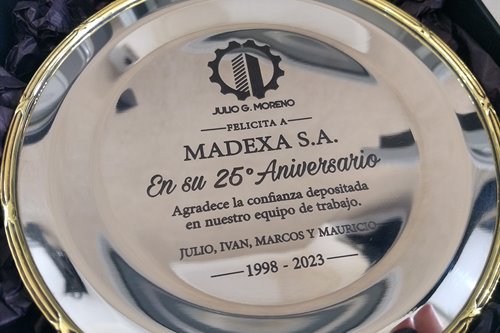 JULIO G. MORENO
FELICITA A
MADEXA S.A.
En su 25° Aniversario
Agradece la confianza depositada
en nuestro equipo de trabajo.
JULIO, IVAN, MARCOS Y MAURICIO
1998 - 2023